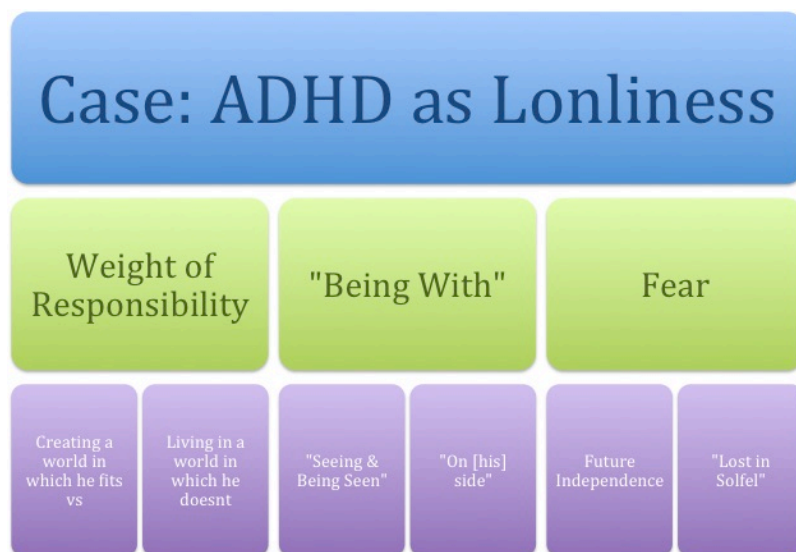 Case: ADHD as Lonliness
Weight of
Responsibility
"Being With"
Fear
Creating a
world in
which he fits
vs
Living in a
world in
which he
doesnt
"Seeing &
Being Seen"
"On [his]
side"
Future
Independence
"Lost in
Solfel"